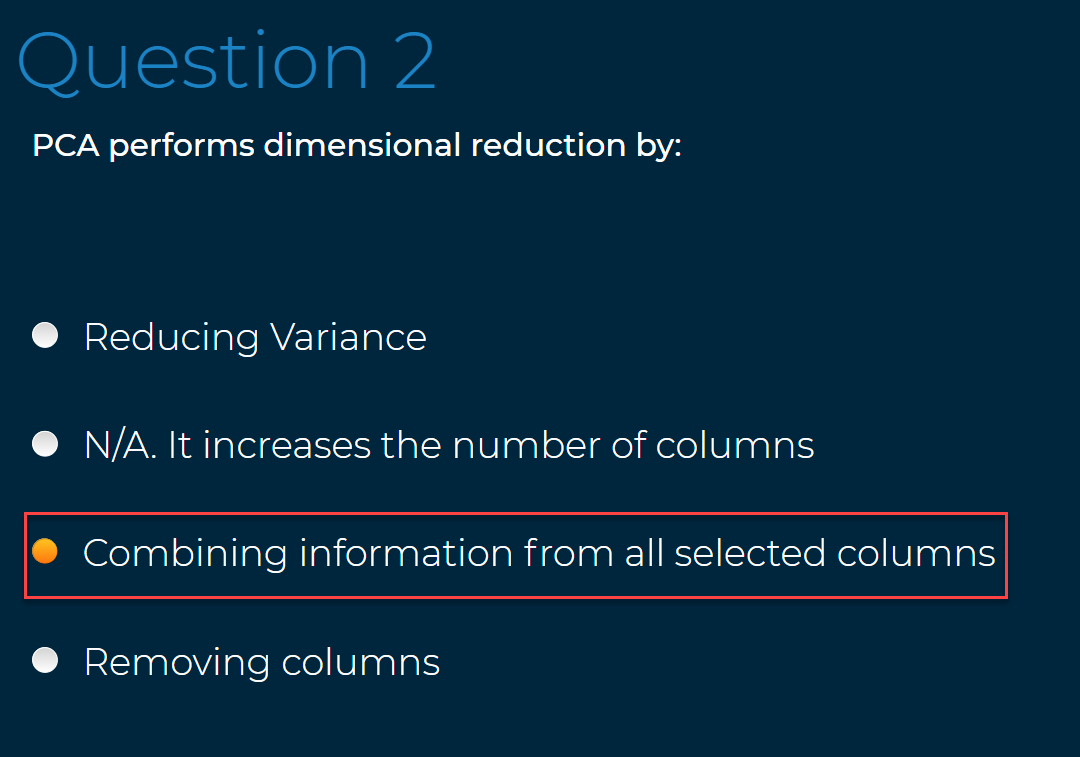 Question 2
PCA performs dimensional reduction by:
Reducing Variance
N/A. It increases the number of columns
Combining information from all selected columns
Removing columns